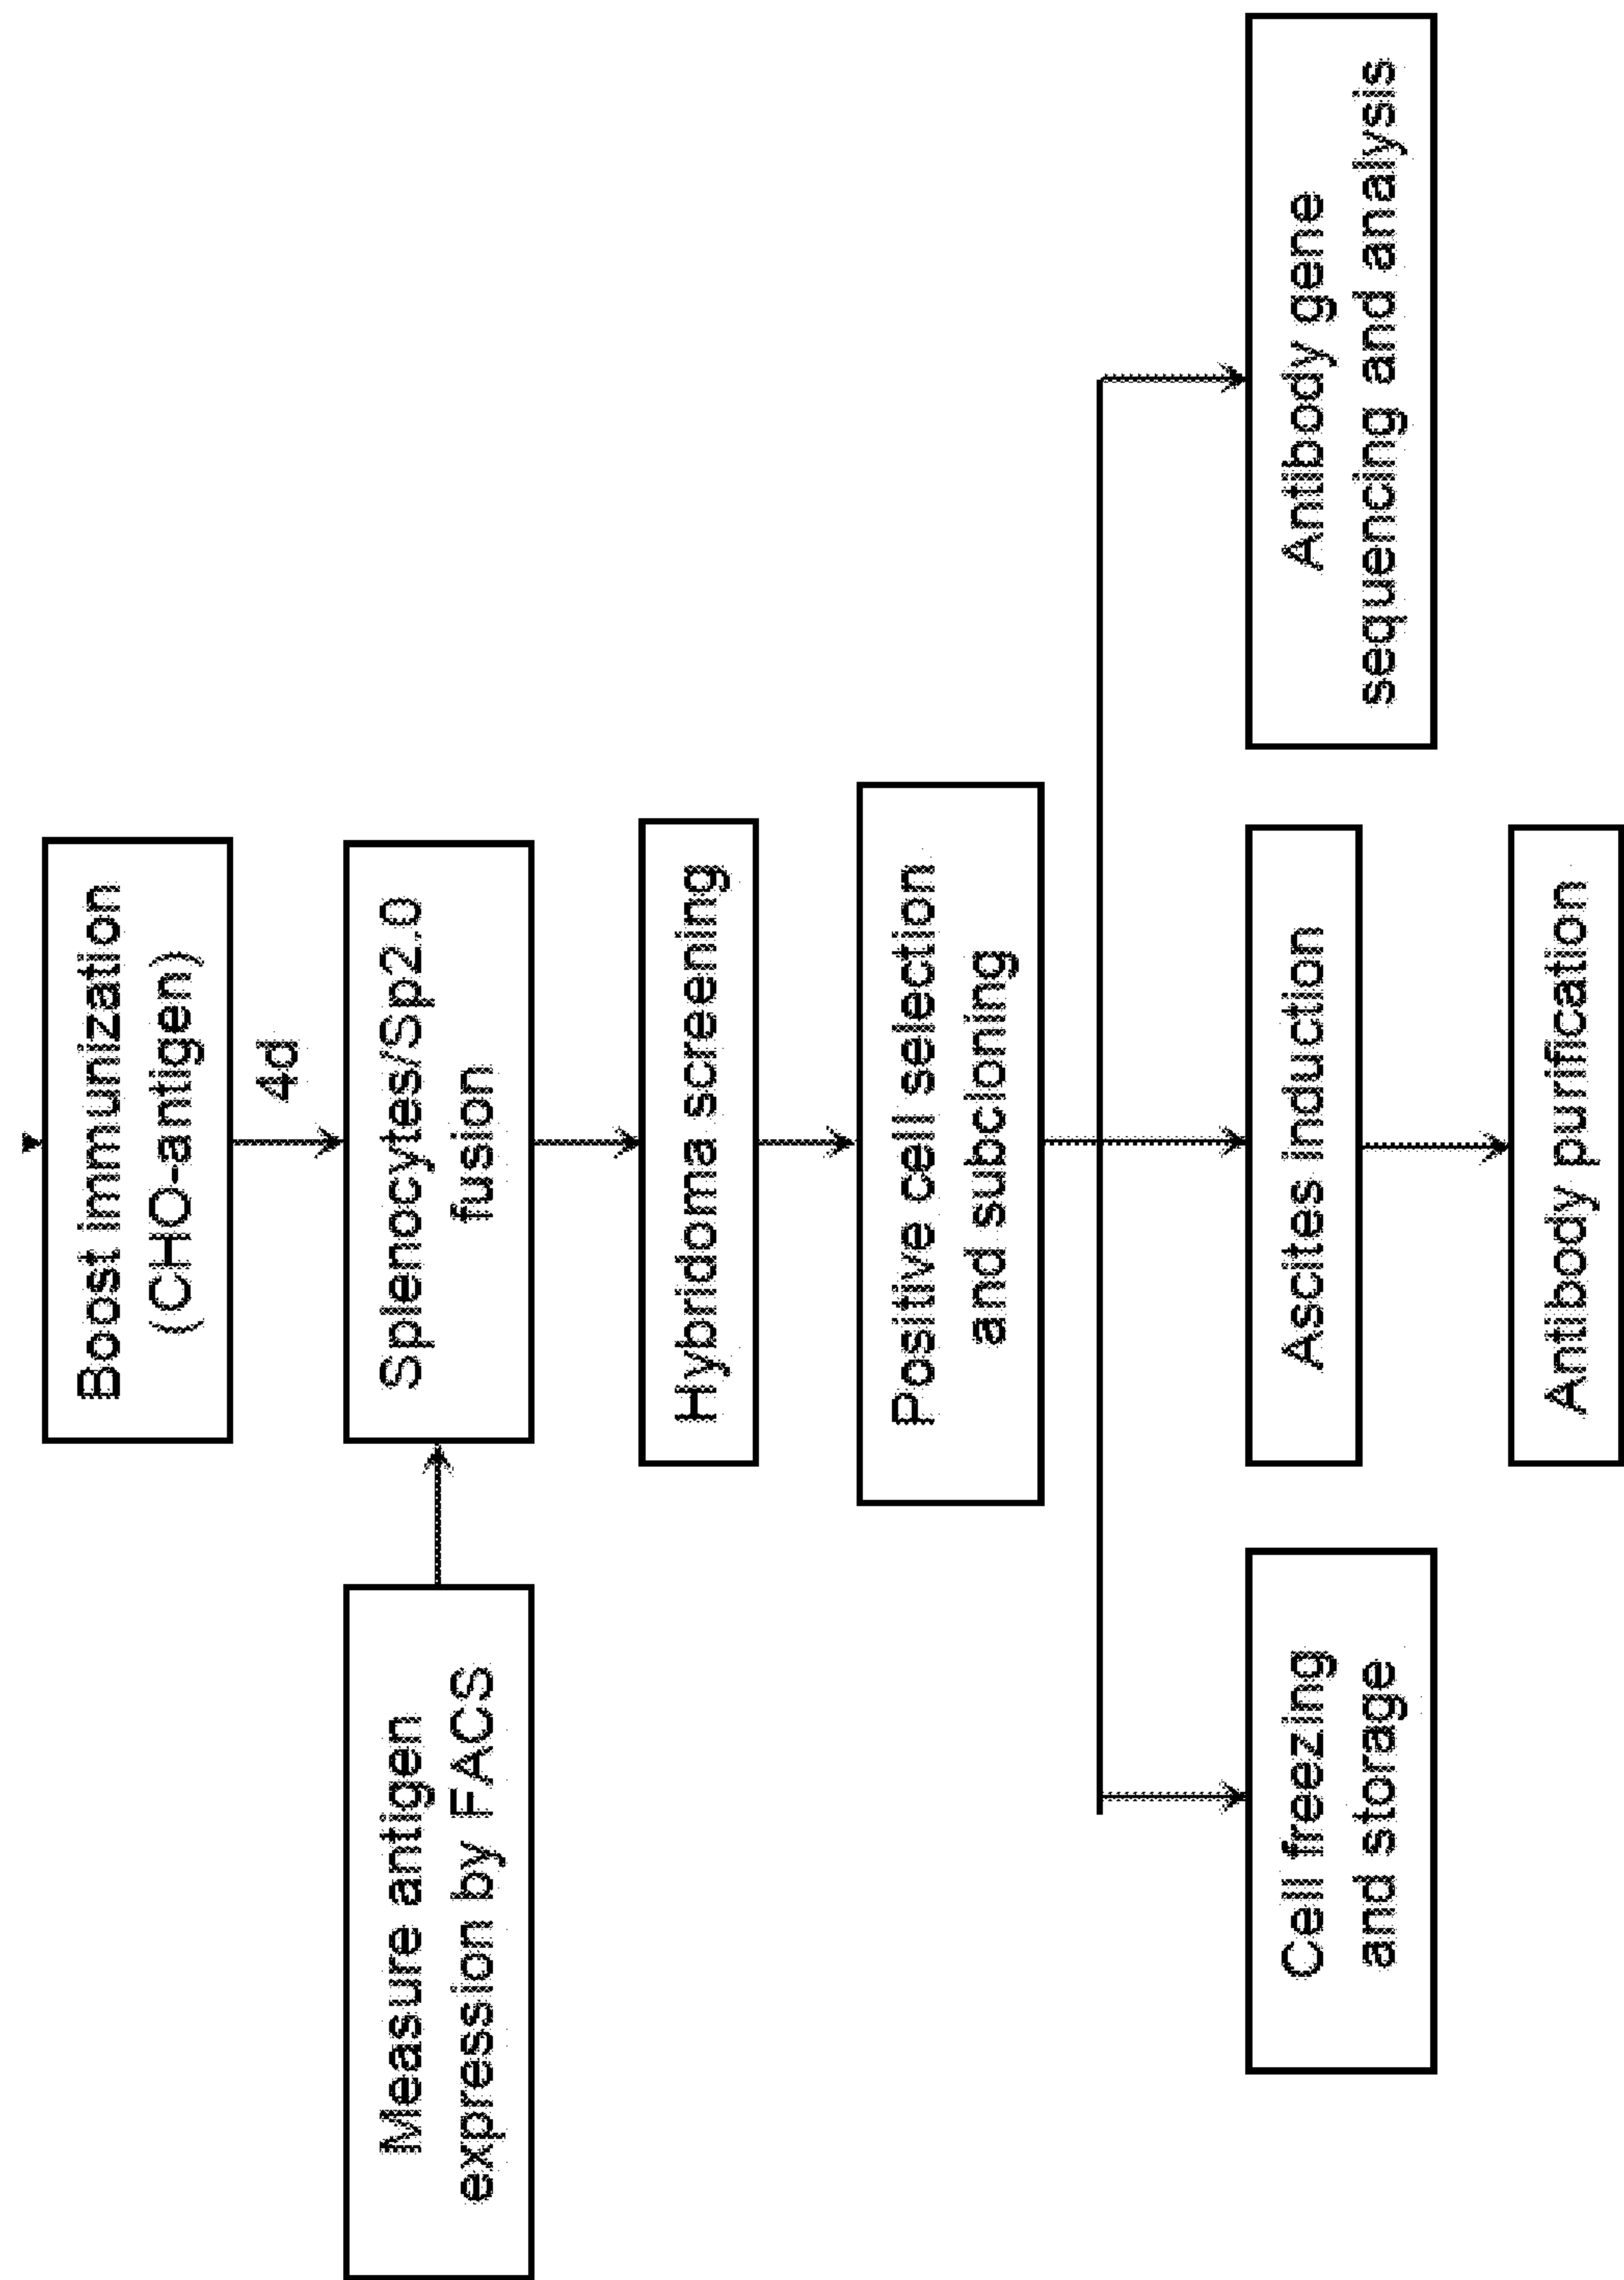 Boost immunization
(CHO-antigen)
4d
Measure antigen
expression by FACS
Splenocytes/Sp2.0
fusion
Hybridoma screening
Positive cell selection
and subcloning
Cell freezing
and storage
Ascites Induction
Antibody gene
sequencing and analysis
Antibody purification